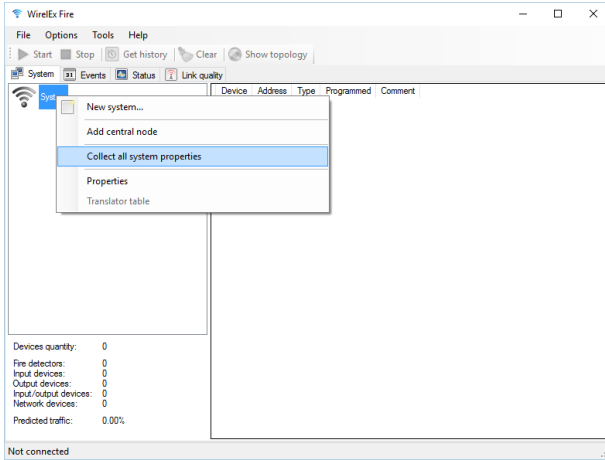 WirelEx Fire
File Options Tools Help
Start Stop Get history Clear Show topology
System Events Status Link quality
Device Address Type Programmed Comment
New system...
Add central node
Collect all system properties
Properties
Translator table
Devices quantity: 0
Fire detectors: 0
Input devices: 0
Output devices: 0
Input/output devices: 0
Network devices: 0
Predicted traffic: 0.00%
Not connected